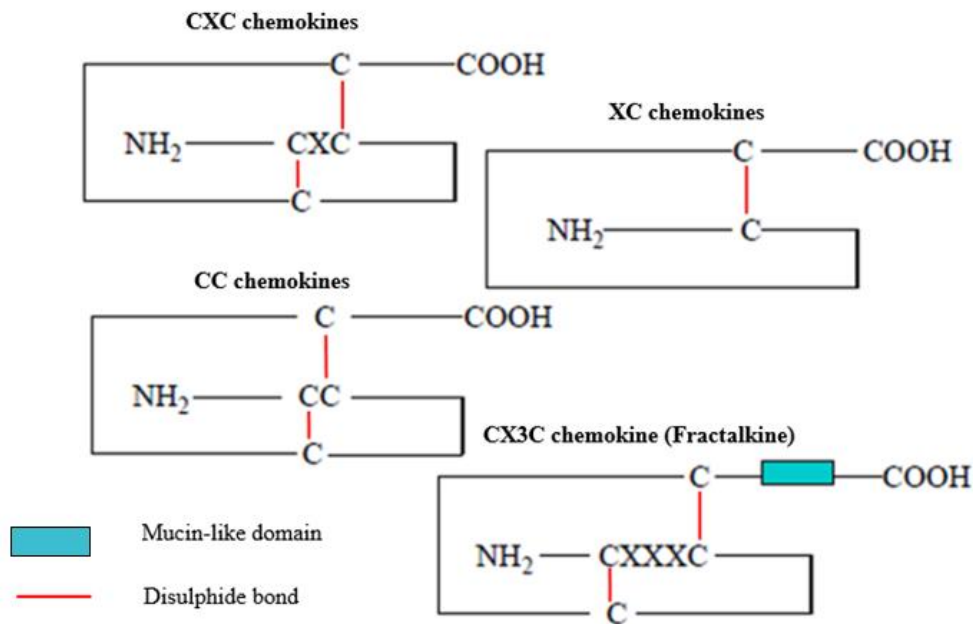 CXC chemokines
C COOH
NH₂ CXC
C
XC chemokines
C COOH
NH₂ C
CC chemokines
C COOH
NH₂ CC
C
CX3C chemokine (Fractalkine)
C COOH
NH₂ CXXXC
C
Mucin-like domain
Disulphide bond